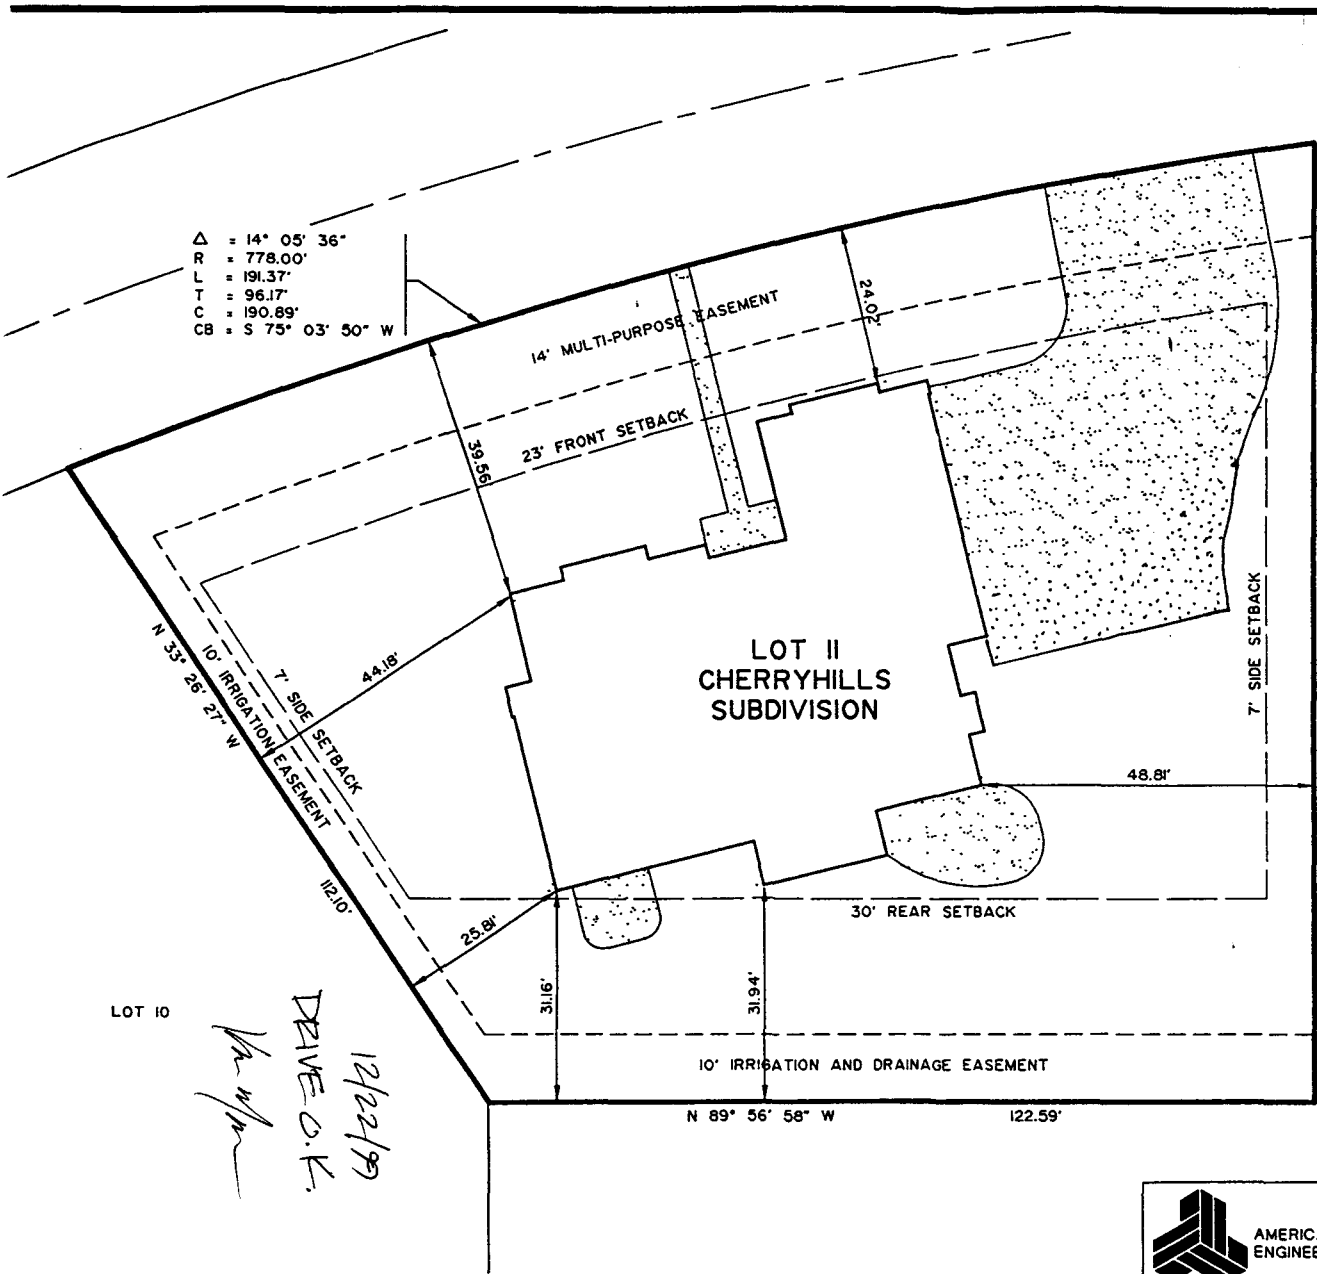 Δ = 14° 05' 36"
R = 778.00'
L = 191.37'
T = 96.17'
C = 190.89'
CB = S 75° 03' 50" W
14' MULTI-PURPOSE EASEMENT
24.02'
23' FRONT SETBACK
39.56
44.18'
N 33° 26' 27" W
10' IRRIGATION EASEMENT
7' SIDE SETBACK
LOT 11
CHERRYHILLS
SUBDIVISION
7' SIDE SETBACK
48.81'
112.10'
25.81'
31.16'
31.94'
30' REAR SETBACK
LOT 10
10' IRRIGATION AND DRAINAGE EASEMENT
N 89° 56' 58" W 122.59'
12/22/99
DRIVE O.K.
AMERIC
ENGINEE